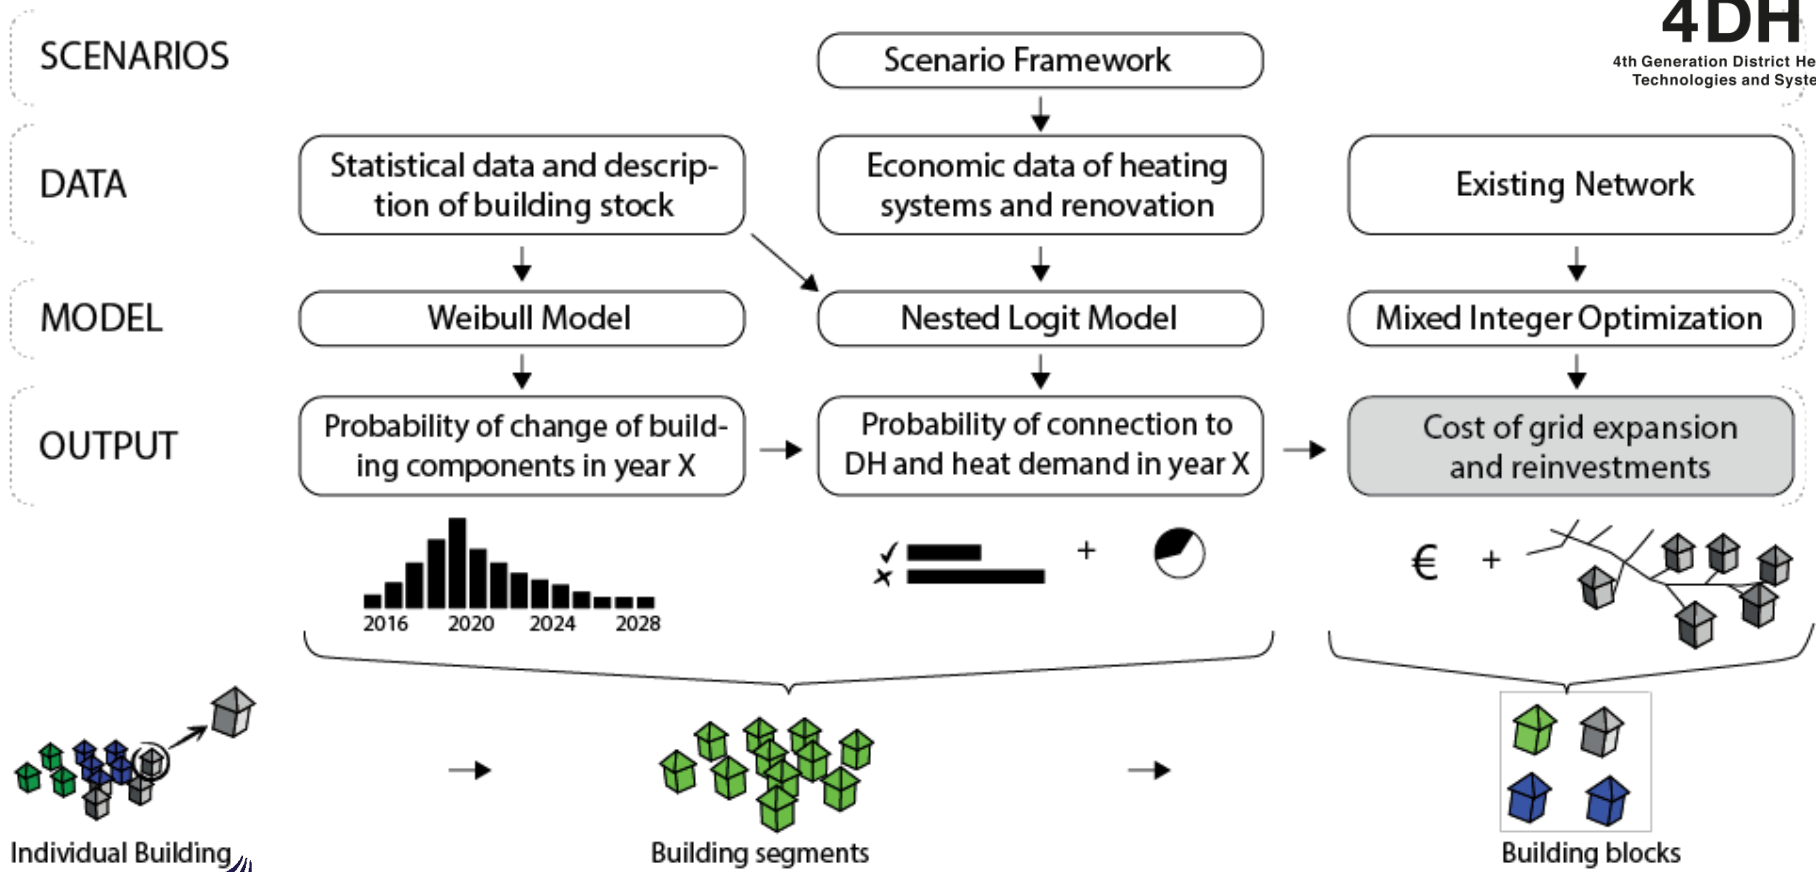 4DH
4th Generation District He
Technologies and Syste
SCENARIOS
Scenario Framework
DATA
Statistical data and descrip-
tion of building stock
Economic data of heating
systems and renovation
Existing Network
MODEL
Weibull Model
Nested Logit Model
Mixed Integer Optimization
OUTPUT
Probability of change of build-
ing components in year X
Probability of connection to
DH and heat demand in year X
Cost of grid expansion
and reinvestments
2016 2020 2024 2028
+
€ +
Individual Building
Building segments
Building blocks